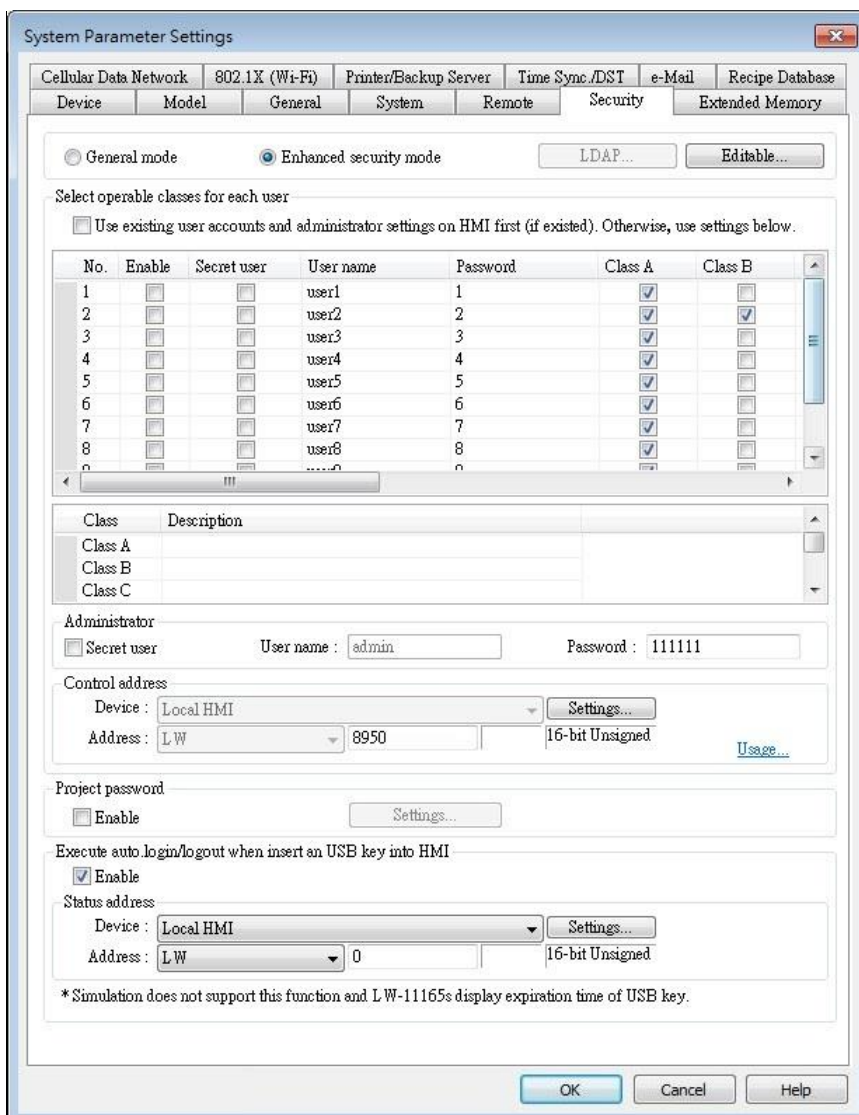 System Parameter Settings
Cellular Data Network 802.1X (Wi-Fi) Printer/Backup Server Time Sync./DST e-Mail Recipe Database
Device Model General System Remote Security Extended Memory
General mode Enhanced security mode LDAP... Editable...
Select operable classes for each user
Use existing user accounts and administrator settings on HMI first (if existed). Otherwise, use settings below.
No. Enable Secret user User name Password Class A Class B
1 user1 1
2 user2 2
3 user3 3
4 user4 4
5 user5 5
6 user6 6
7 user7 7
8 user8 8
Class Description
Class A
Class B
Class C
Administrator
Secret user User name : admin Password : 111111
Control address
Device : Local HMI Settings...
Address : LW 8950 16-bit Unsigned
Usage...
Project password
Enable Settings...
Execute auto.login/logout when insert an USB key into HMI
Enable
Status address
Device : Local HMI Settings...
Address : LW 0 16-bit Unsigned
* Simulation does not support this function and LW-11165s display expiration time of USB key.
OK Cancel Help